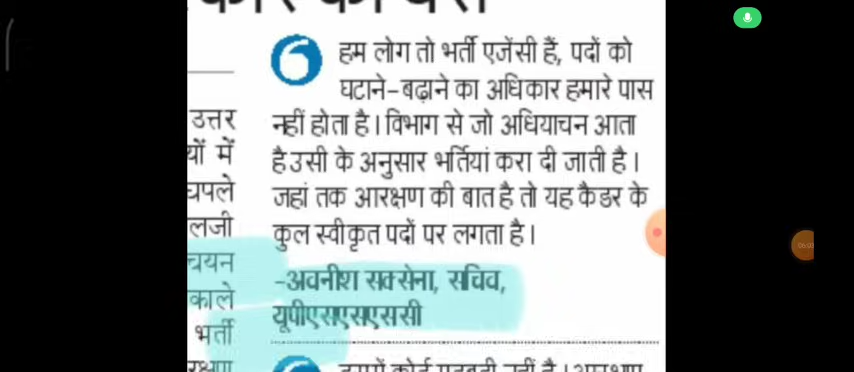 उत्तर
यों में
घपले
लजी
चयन
काले
भर्ती
हम लोग तो भर्ती एजेंसी हैं, पदों को
घटाने-बढ़ाने का अधिकार हमारे पास
नहीं होता है। विभाग से जो अधियाचन आता
है उसी के अनुसार भर्तियां करा दी जाती है।
जहां तक आरक्षण की बात है तो यह कैडर के
कुल स्वीकृत पदों पर लगता है।
-अवनीश सक्सेना, सचिव,
यूपीएसएसएससी